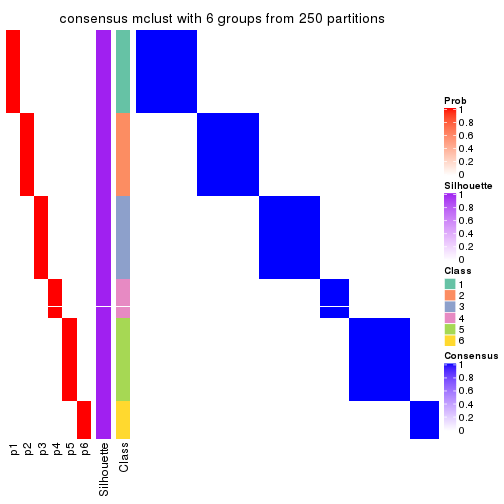 consensus mclust with 6 groups from 250 partitions
Prob
1
0.8
0.6
0.4
0.2
0
Silhouette
1
0.8
0.6
0.4
0.2
0
Class
1
2
3
4
5
6
Consensus
1
0.8
0.6
0.4
0.2
0
p1
p2
p3
p4
p5
p6
Silhouette
Class